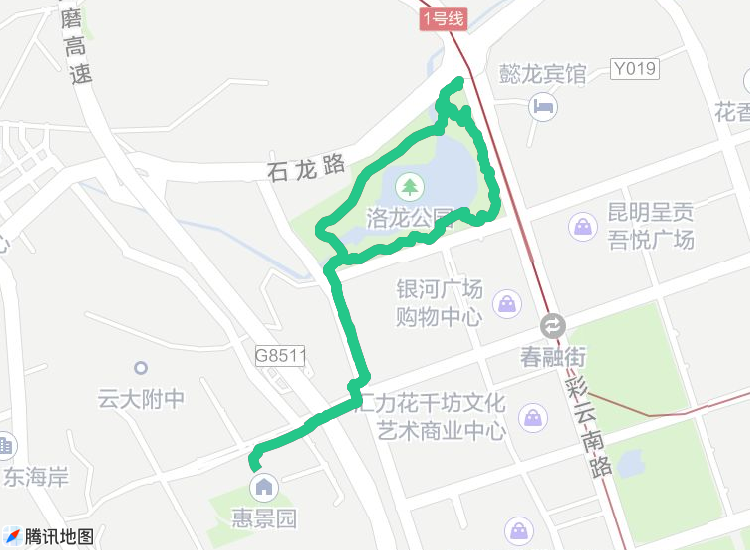 1号线
磨高速
懿龙宾馆
Y019
花香
石龙路
洛龙公园
昆明呈贡
吾悦广场
心
银河广场
购物中心
G8511
春融街
云大附中
彩云南路
汇力花千坊文化
艺术商业中心
东海岸
惠景园
腾讯地图